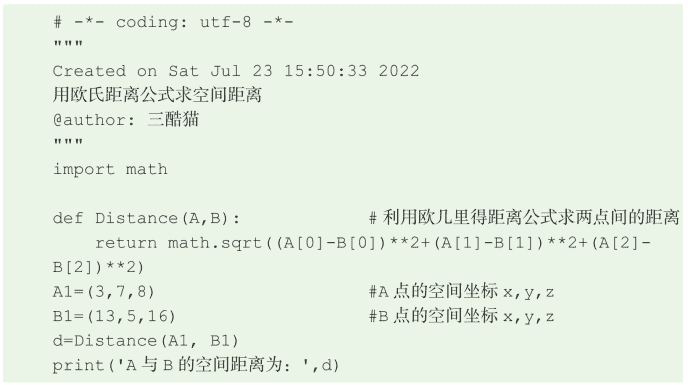 # -*- coding: utf-8 -*-
"""
Created on Sat Jul 23 15:50:33 2022
用欧氏距离公式求空间距离
@author: 三酷猫
"""
import math
def Distance(A,B): #利用欧几里得距离公式求两点间的距离
return math.sqrt((A[0]-B[0])**2+(A[1]-B[1])**2+(A[2]-
B[2])**2)
A1=(3,7,8) #A 点的空间坐标 x,y,z
B1=(13,5,16) #B 点的空间坐标 x,y,z
d=Distance(A1, B1)
print('A 与 B 的空间距离为: ',d)